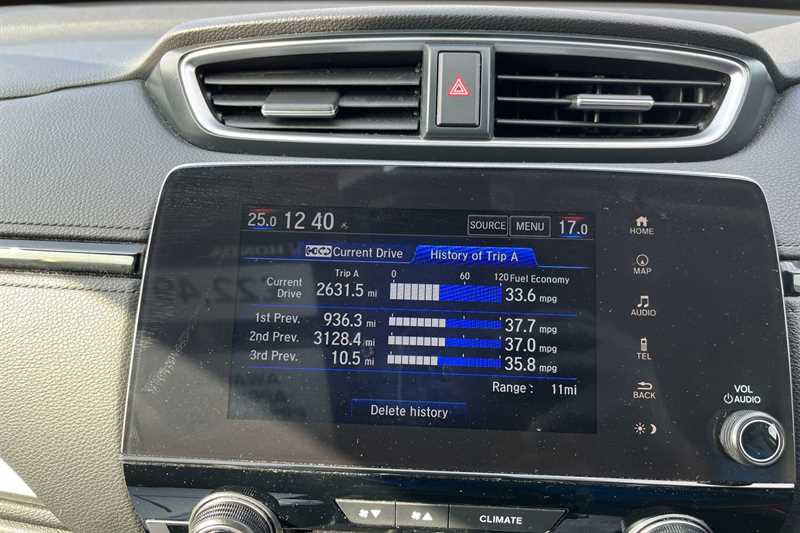 25.0 12 40 SOURCE MENU 17.0
HOME
Current Drive History of Trip A
Trip A 0 60 120 Fuel Economy
Current Drive 2631.5 mi 33.6 mpg
MAP
1st Prev. 936.3 mi 37.7 mpg
AUDIO
2nd Prev. 3128.4 mi 37.0 mpg
TEL
3rd Prev. 10.5 mi 35.8 mpg
Range : 11mi
BACK
Delete history
VOL
AUDIO
CLIMATE